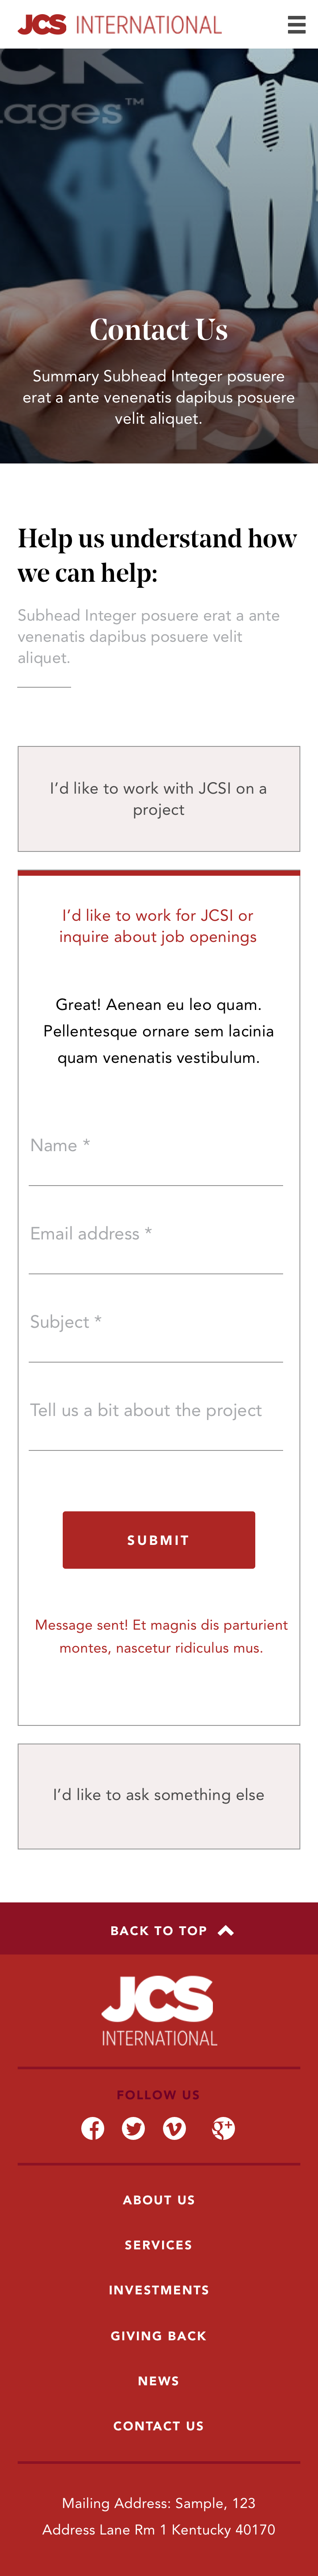 JCS INTERNATIONAL
CK
ages™
Contact Us
Summary Subhead Integer posuere
erat a ante venenatis dapibus posuere
velit aliquet.
ist
Help us understand how
we can help:
Subhead Integer posuere erat a ante
venenatis dapibus posuere velit
aliquet.
I’d like to work with JCSI on a
project
I’d like to work for JCSI or
inquire about job openings
Great! Aenean eu leo quam.
Pellentesque ornare sem lacinia
quam venenatis vestibulum.
Name *
Email address *
Subject *
Tell us a bit about the project
SUBMIT
Message sent! Et magnis dis parturient
montes, nascetur ridiculus mus.
I’d like to ask something else
BACK TO TOP
JCS
INTERNATIONAL
FOLLOW US
ABOUT US
SERVICES
INVESTMENTS
GIVING BACK
NEWS
CONTACT US
Mailing Address: Sample, 123
Address Lane Rm 1 Kentucky 40170